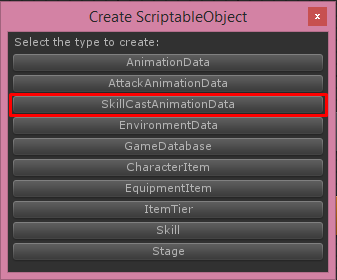 Create ScriptableObject
x
Select the type to create:
AnimationData
AttackAnimationData
SkillCastAnimationData
EnvironmentData
GameDatabase
CharacterItem
EquipmentItem
ItemTier
Skill
Stage